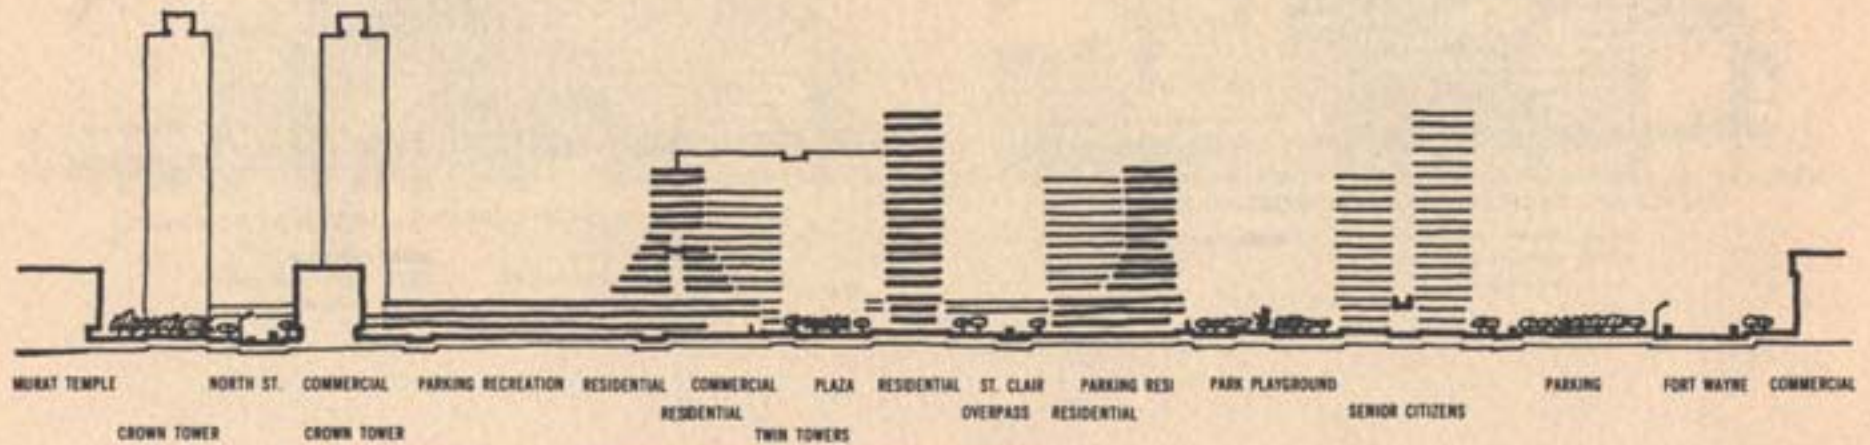 MURAT TEMPLE NORTH ST. COMMERCIAL PARKING RECREATION RESIDENTIAL COMMERCIAL PLAZA RESIDENTIAL ST. CLAIR PARKING RESI PARK PLAYGROUND PARKING FORT WAYNE COMMERCIAL
RESIDENTIAL OVERPASS RESIDENTIAL SENIOR CITIZENS
CROWN TOWER CROWN TOWER TWIN TOWERS